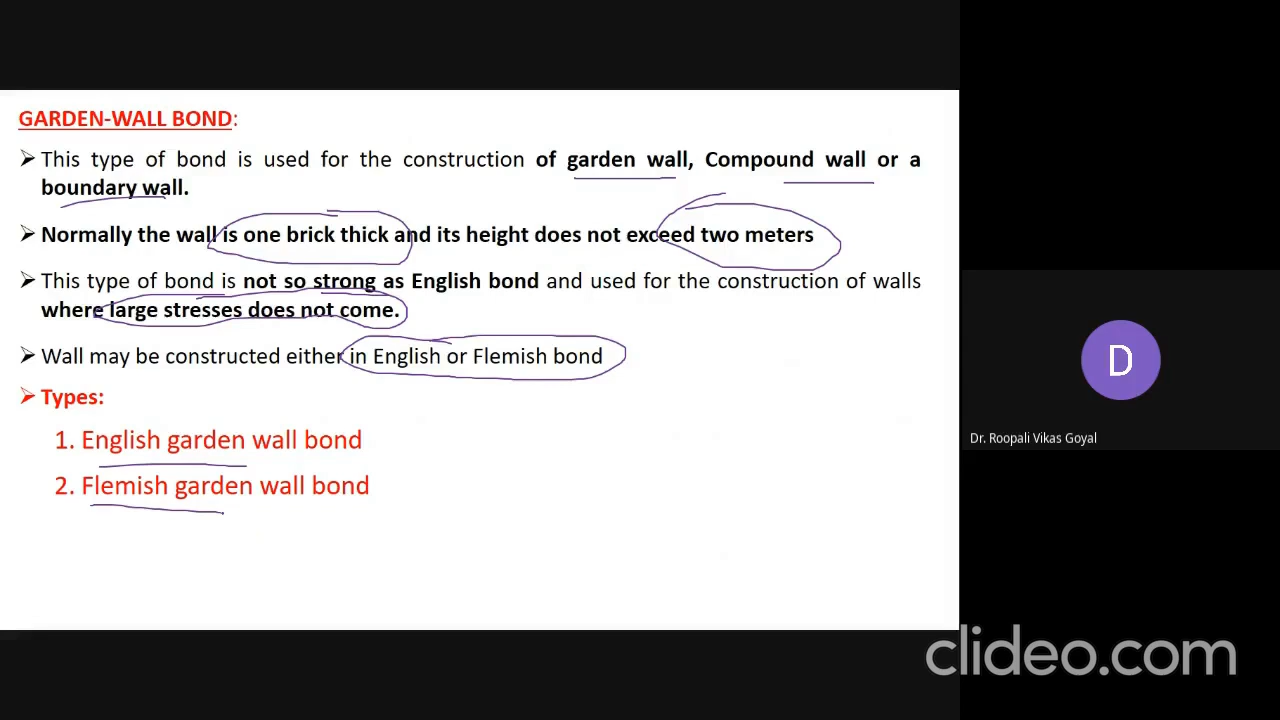 GARDEN-WALL BOND:
➢ This type of bond is used for the construction of garden wall, Compound wall or a
boundary wall.
➢ Normally the wall is one brick thick and its height does not exceed two meters
➢ This type of bond is not so strong as English bond and used for the construction of walls
where large stresses does not come.
➢ Wall may be constructed either in English or Flemish bond
➢ Types:
1. English garden wall bond
2. Flemish garden wall bond
D
Dr. Roopali Vikas Goyal
clideo.com